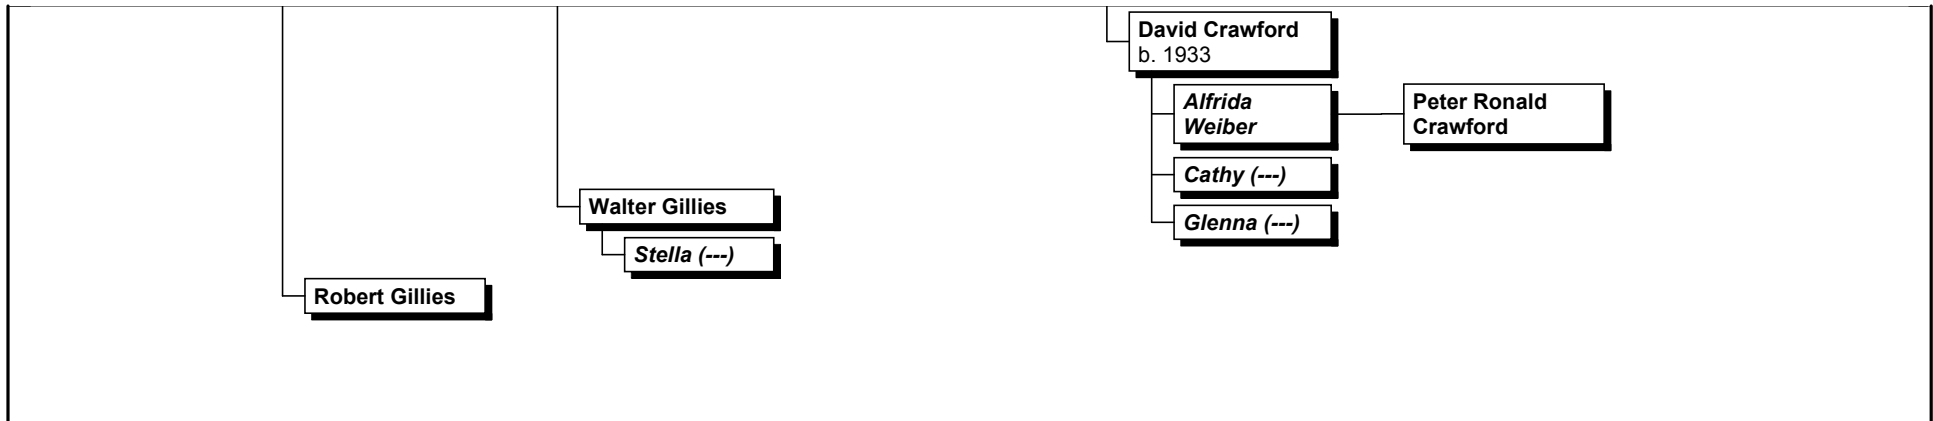 David Crawford
b. 1933
Alfrida
Weiber
Peter Ronald
Crawford
Cathy (---)
Glenna (---)
Walter Gillies
Stella (---)
Robert Gillies